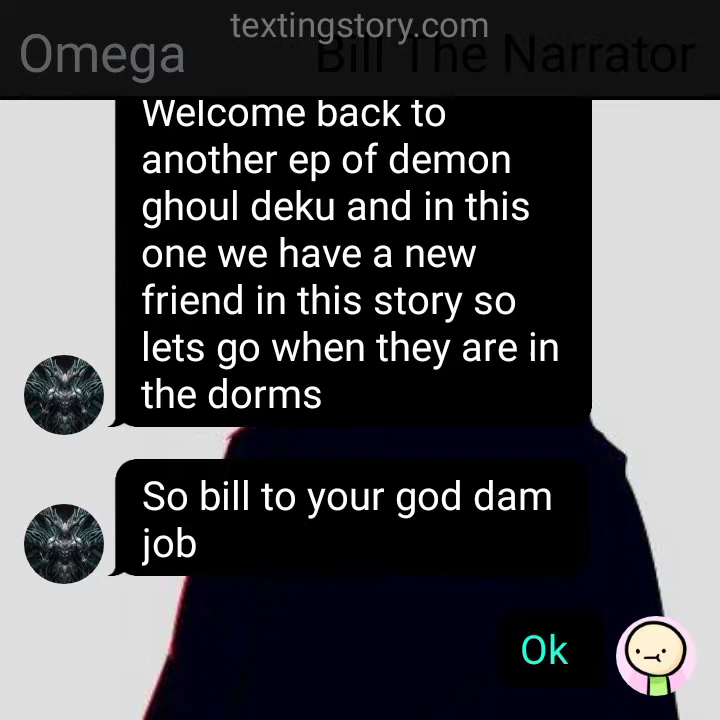 textingstory.com
Omega
Bill The Narrator
Welcome back to
another ep of demon
ghoul deku and in this
one we have a new
friend in this story so
lets go when they are in
the dorms
So bill to your god dam
job
Ok